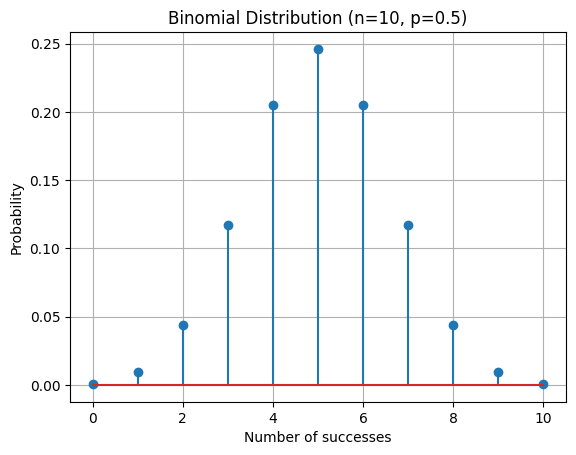 Binomial Distribution (n=10, p=0.5)
0.25
0.20
0.15
0.10
0.05
0.00
Probability
0 2 4 6 8 10
Number of successes